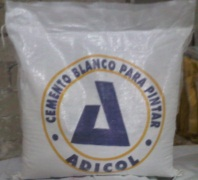 CEMENTO BLANCO PARA PINTAR
ADICOL